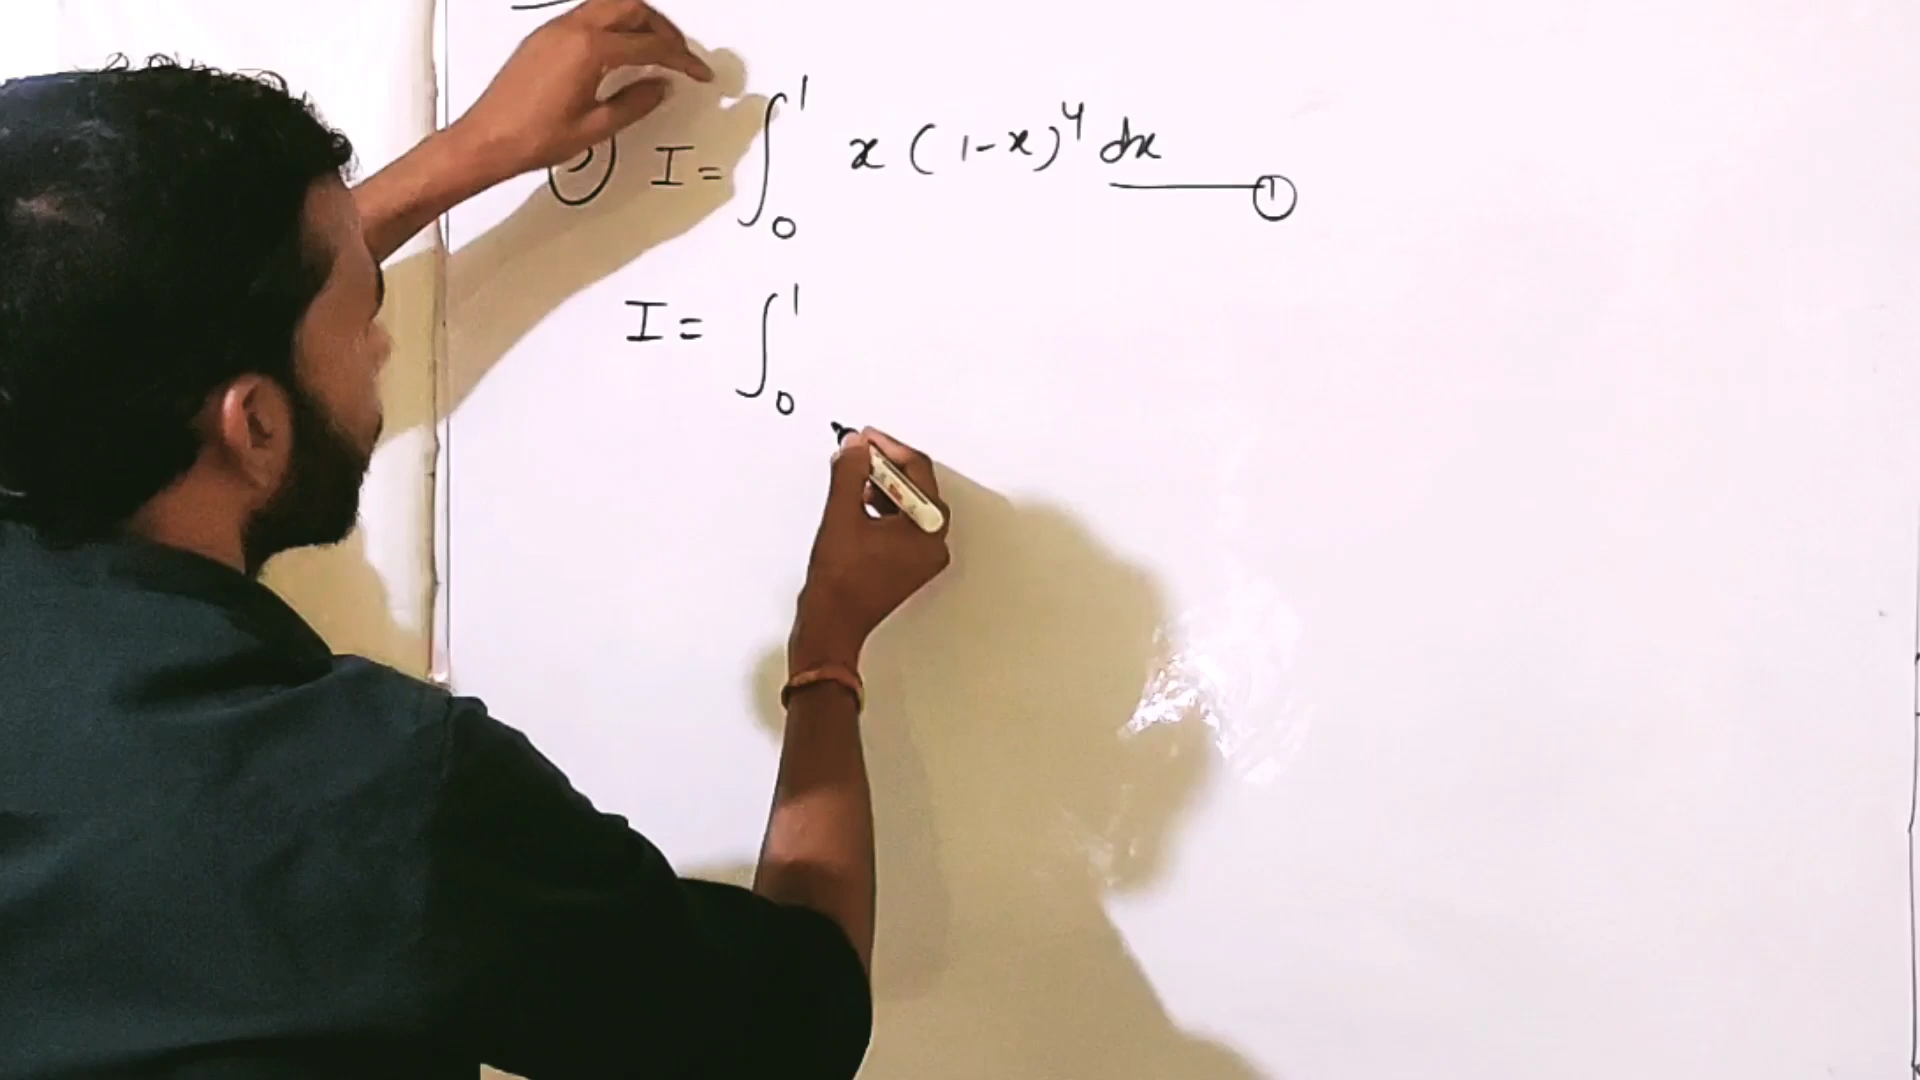 I = ∫₀¹ x (1-x)⁴ dx ——— ①
I = ∫₀¹